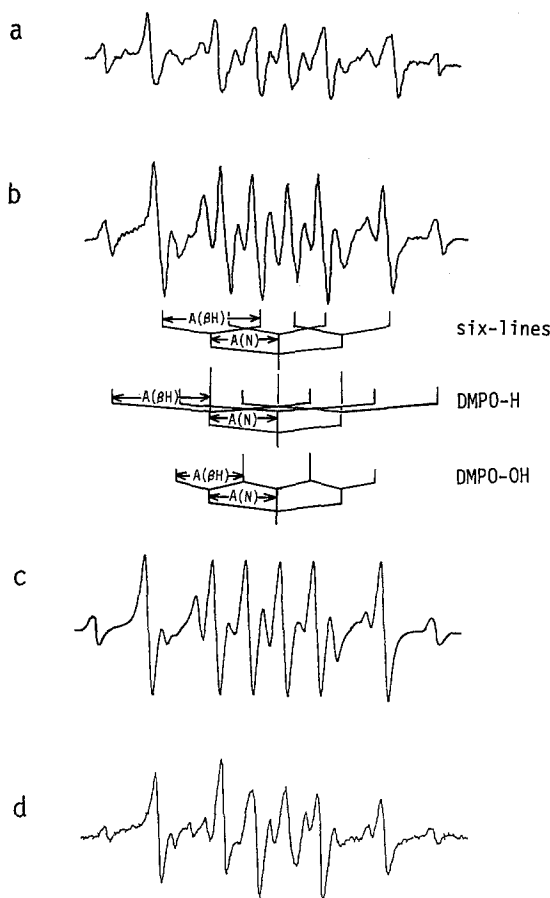 a
b
A(βH)
A(N)
six-lines
A(βH)
A(N)
DMPO-H
A(βH)
A(N)
DMPO-OH
c
d